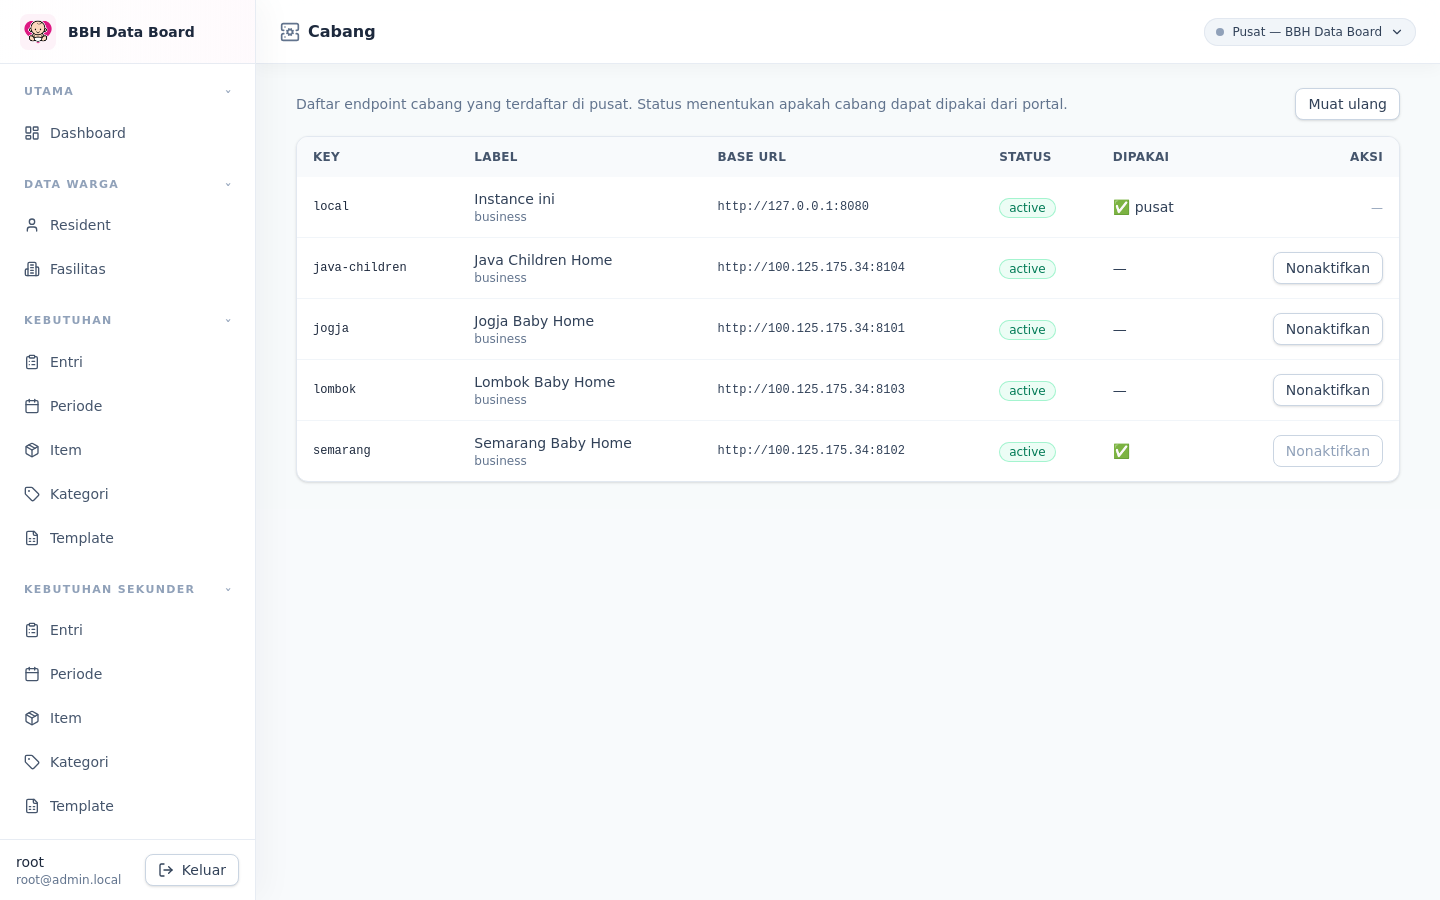 BBH Data Board
Cabang
Pusat — BBH Data Board
UTAMA
Dashboard
DATA WARGA
Resident
Fasilitas
KEBUTUHAN
Entri
Periode
Item
Kategori
Template
KEBUTUHAN SEKUNDER
Entri
Periode
Item
Kategori
Template
root
root@admin.local
Keluar
Daftar endpoint cabang yang terdaftar di pusat. Status menentukan apakah cabang dapat dipakai dari portal.
Muat ulang
KEY LABEL BASE URL STATUS DIPAKAI AKSI
local Instance ini http://127.0.0.1:8080 active ✅ pusat —
business
java-children Java Children Home http://100.125.175.34:8104 active — Nonaktifkan
business
jogja Jogja Baby Home http://100.125.175.34:8101 active — Nonaktifkan
business
lombok Lombok Baby Home http://100.125.175.34:8103 active — Nonaktifkan
business
semarang Semarang Baby Home http://100.125.175.34:8102 active ✅ Nonaktifkan
business